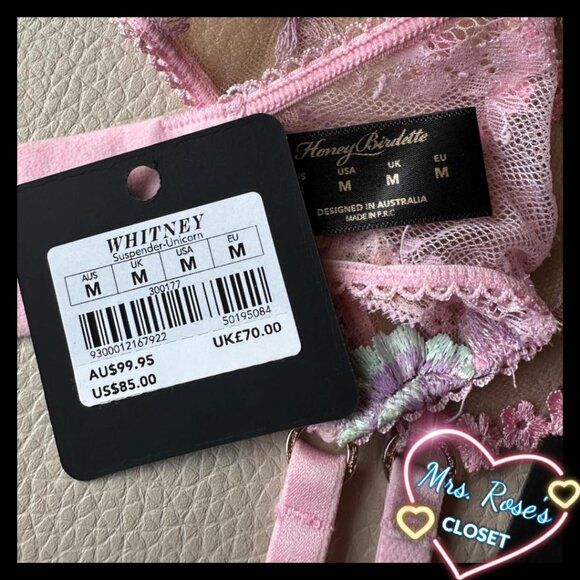 Honey Birdette
USA UK EU
M M M
DESIGNED IN AUSTRALIA
MADE IN P.R.C
WHITNEY
Suspender-Unicorn
AUS UK USA EU
M M M M
300177
9300012167922
50195084
AU$99.95
UK£70.00
US$85.00
Mrs. Rose's
CLOSET